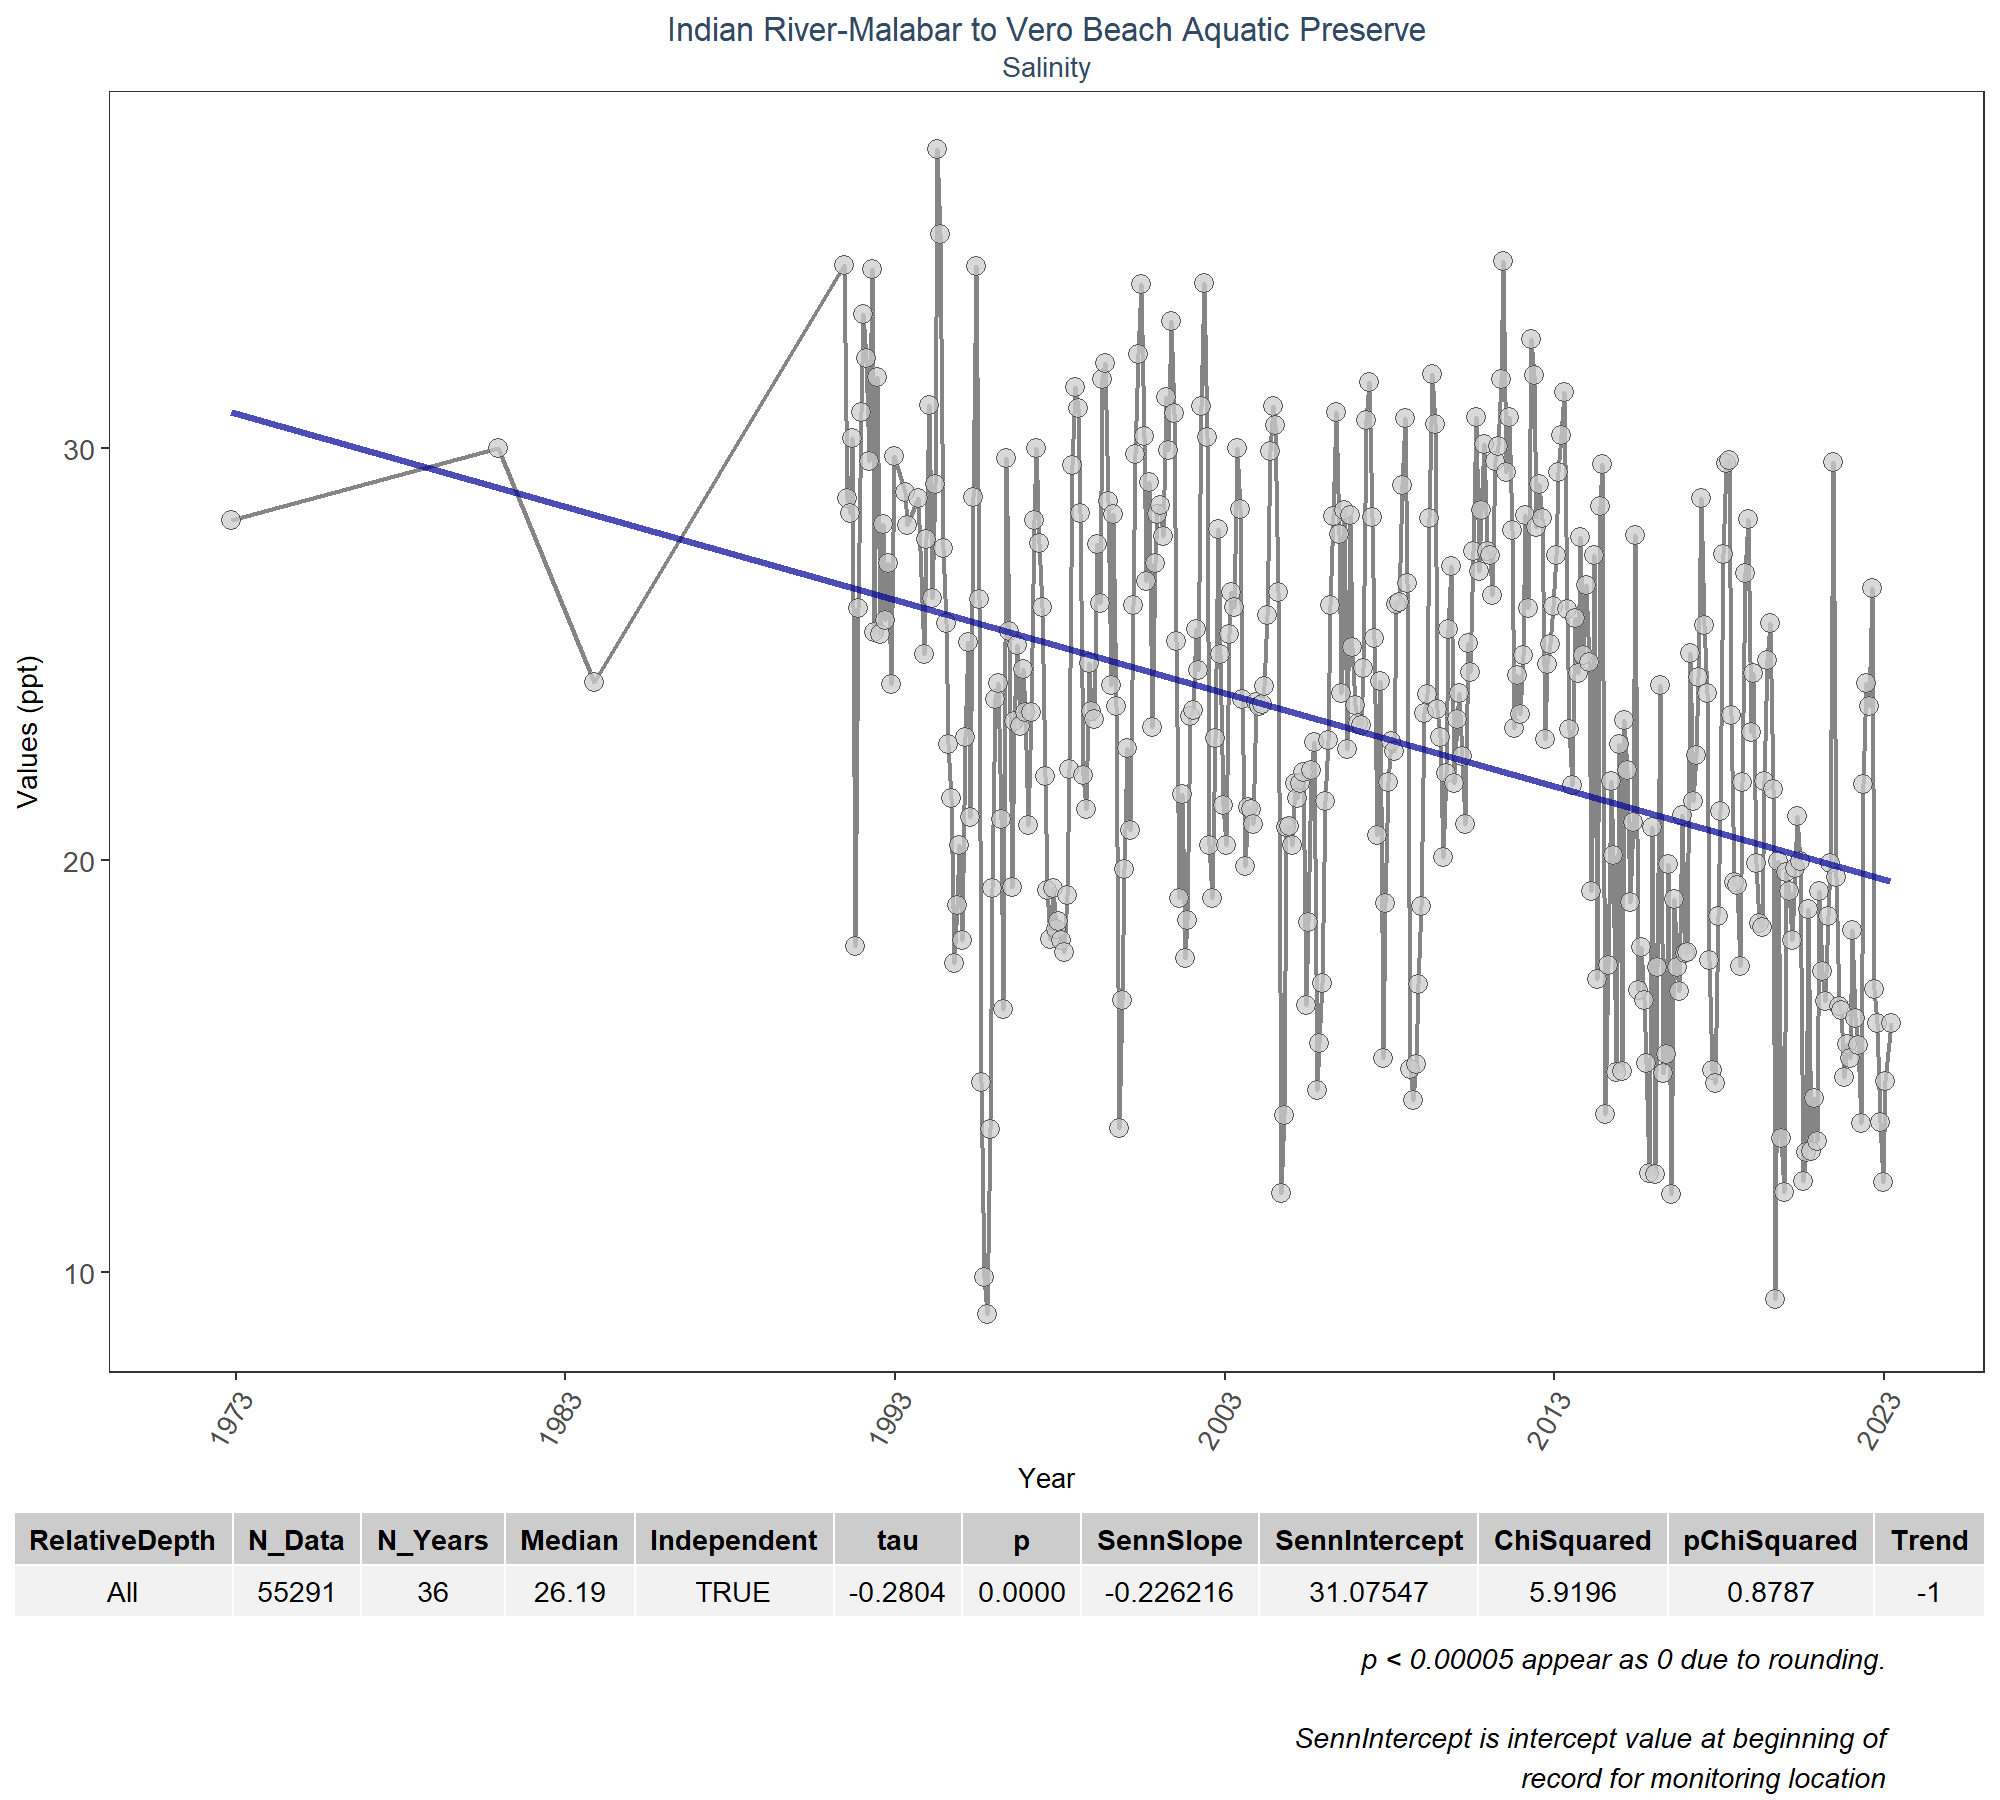 Indian River-Malabar to Vero Beach Aquatic Preserve
Salinity
Values (ppt)
30
20
10
1973
1983
1993
2003
2013
2023
Year
RelativeDepth N_Data N_Years Median Independent tau p SennSlope SennIntercept ChiSquared pChiSquared Trend
All 55291 36 26.19 TRUE -0.2804 0.0000 -0.226216 31.07547 5.9196 0.8787 -1
p < 0.00005 appear as 0 due to rounding.
SennIntercept is intercept value at beginning of
record for monitoring location